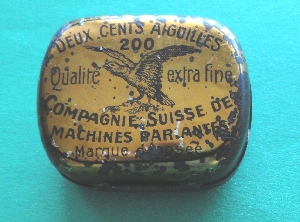 DEUX CENTS AIGUILLES
200
Qualité extra fine
COMPAGNIE SUISSE DE
MACHINES PARLANTES
Marque déposée